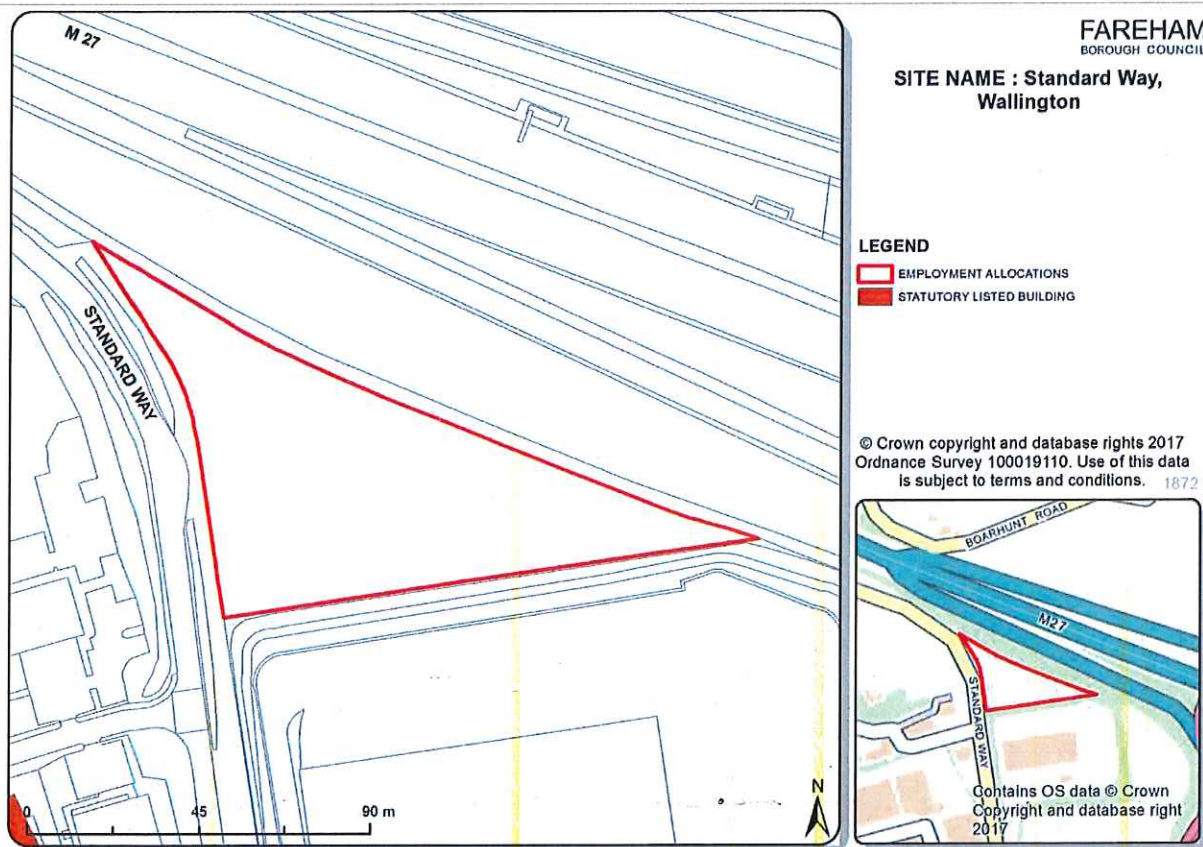 M 27
STANDARD WAY
0 45 90 m
N
FAREHAM
BOROUGH COUNCIL
SITE NAME : Standard Way,
Wallington
LEGEND
EMPLOYMENT ALLOCATIONS
STATUTORY LISTED BUILDING
© Crown copyright and database rights 2017
Ordnance Survey 100019110. Use of this data
is subject to terms and conditions. 1872
BOARHUNT ROAD
M27
STANDARD WAY
Contains OS data © Crown
Copyright and database right
2017